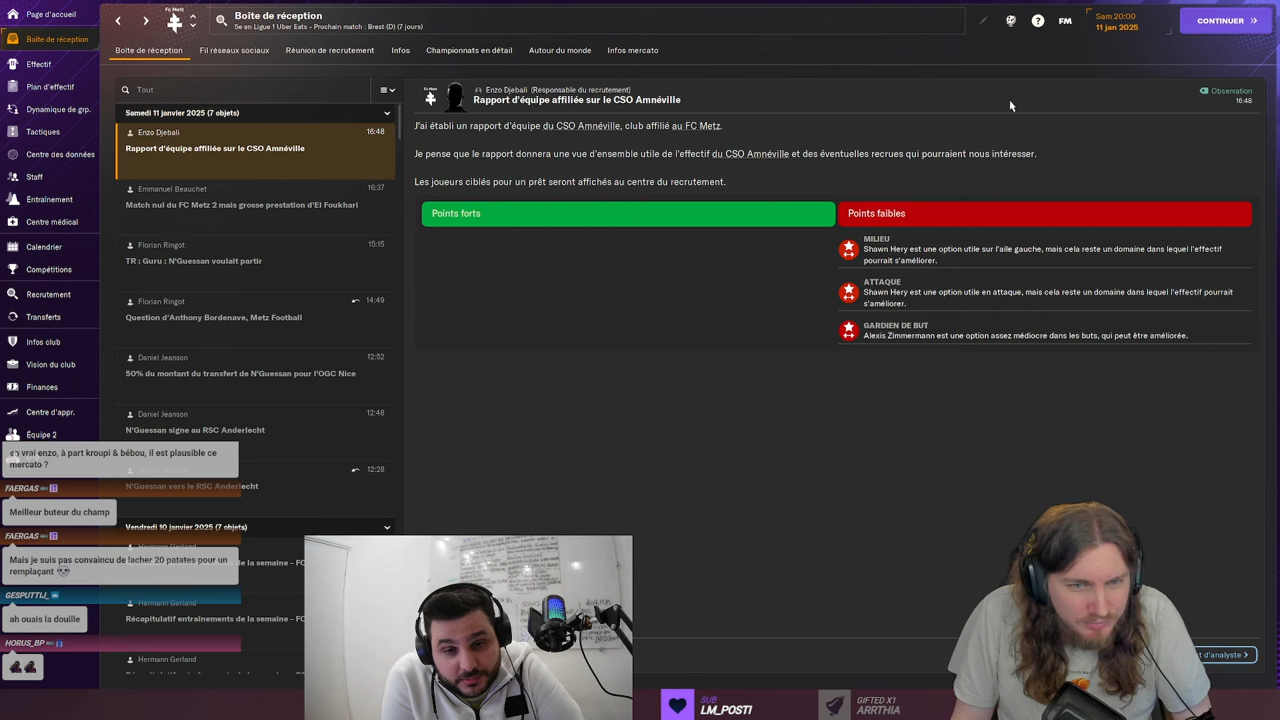 Page d'accueil
Boîte de réception
Effectif
Plan d'effectif
Dynamique de grp.
Tactiques
Centre des données
Staff
Entraînement
Centre médical
Calendrier
Compétitions
Recrutement
Transferts
Infos club
Vision du club
Finances
Centre d'appr.
Équipe 2
Fc Metz
Boîte de réception
5e en Ligue 1 Uber Eats - Prochain match : Brest (D) (7 jours)
FM
Sam 20:00
11 jan 2025
CONTINUER
Boîte de réception
Fil réseaux sociaux
Réunion de recrutement
Infos
Championnats en détail
Autour du monde
Infos mercato
Tout
Samedi 11 janvier 2025 (7 objets)
Enzo Djebali 16:48
Rapport d'équipe affiliée sur le CSO Amnéville
Emmanuel Beauchet 16:37
Match nul du FC Metz 2 mais grosse prestation d'El Foukhari
Florian Ringot 15:15
TR : Guru : N'Guessan voulait partir
Florian Ringot 14:49
Question d'Anthony Bordenave, Metz Football
Daniel Jeanson 12:52
50% du montant du transfert de N'Guessan pour l'OGC Nice
Daniel Jeanson 12:48
N'Guessan signe au RSC Anderlecht
12:28
N'Guessan vers le RSC Anderlecht
Vendredi 10 janvier 2025 (7 objets)
Hermann Gerland
Récapitulatif entraînements de la semaine - FC
Hermann Gerland
Fc Metz
Enzo Djebali (Responsable du recrutement)
Rapport d'équipe affiliée sur le CSO Amnéville
Observation
16:48
J'ai établi un rapport d'équipe du CSO Amnéville, club affilié au FC Metz.
Je pense que le rapport donnera une vue d'ensemble utile de l'effectif du CSO Amnéville et des éventuelles recrues qui pourraient nous intéresser.
Les joueurs ciblés pour un prêt seront affichés au centre du recrutement.
Points forts
Points faibles
MILIEU
Shawn Hery est une option utile sur l'aile gauche, mais cela reste un domaine dans lequel l'effectif
pourrait s'améliorer.
ATTAQUE
Shawn Hery est une option utile en attaque, mais cela reste un domaine dans lequel l'effectif pourrait
s'améliorer.
GARDIEN DE BUT
Alexis Zimmermann est une option assez médiocre dans les buts, qui peut être améliorée.
d'analyste
en vrai enzo, à part kroupi & bébou, il est plausible ce
mercato ?
FAERGAS
Meilleur buteur du champ
FAERGAS
Mais je suis pas convaincu de lacher 20 patates pour un
remplaçant
GESPUTTIJ_
ah ouais la douille
HORUS_BP
SUB
LM_POSTI
GIFTED X1
ARRTHIA